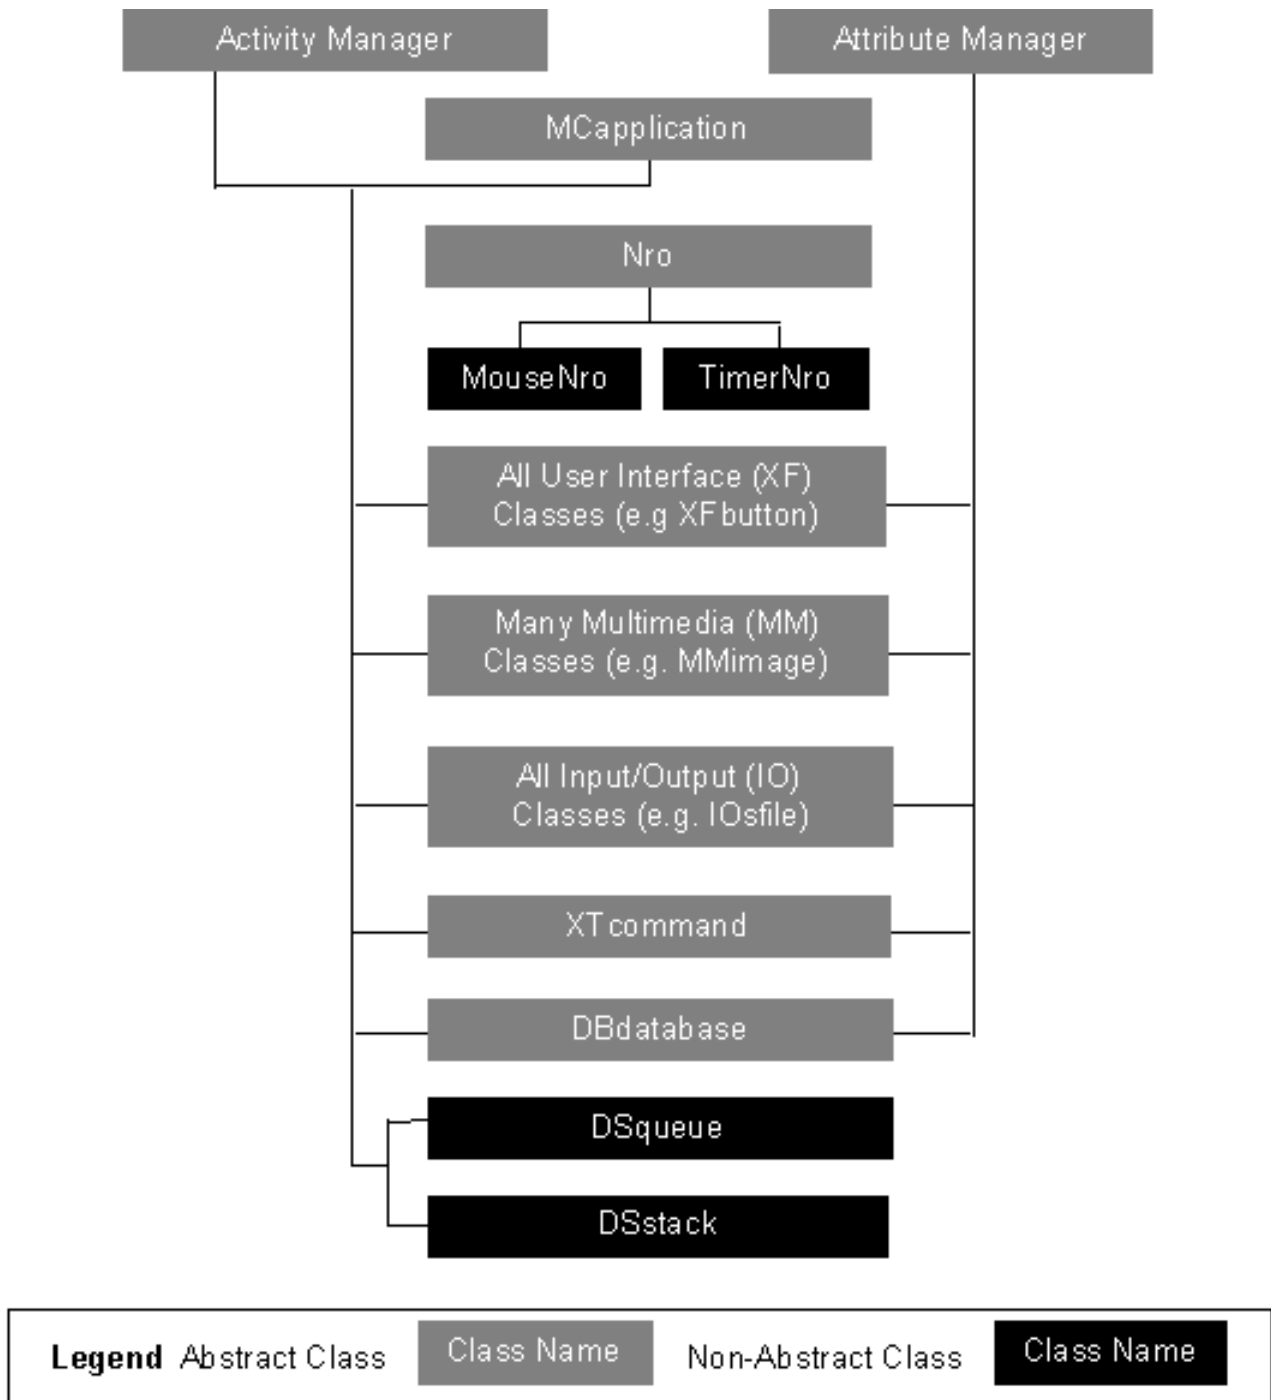 Activity Manager
Attribute Manager
MCapplication
Nro
MouseNro
TimerNro
All User Interface (XF)
Classes (e.g XFbutton)
Many Multimedia (MM)
Classes (e.g. MMimage)
All Input/Output (IO)
Classes (e.g. IOsfile)
XTcommand
DBdatabase
DSqueue
DSstack
Legend Abstract Class Class Name Non-Abstract Class Class Name